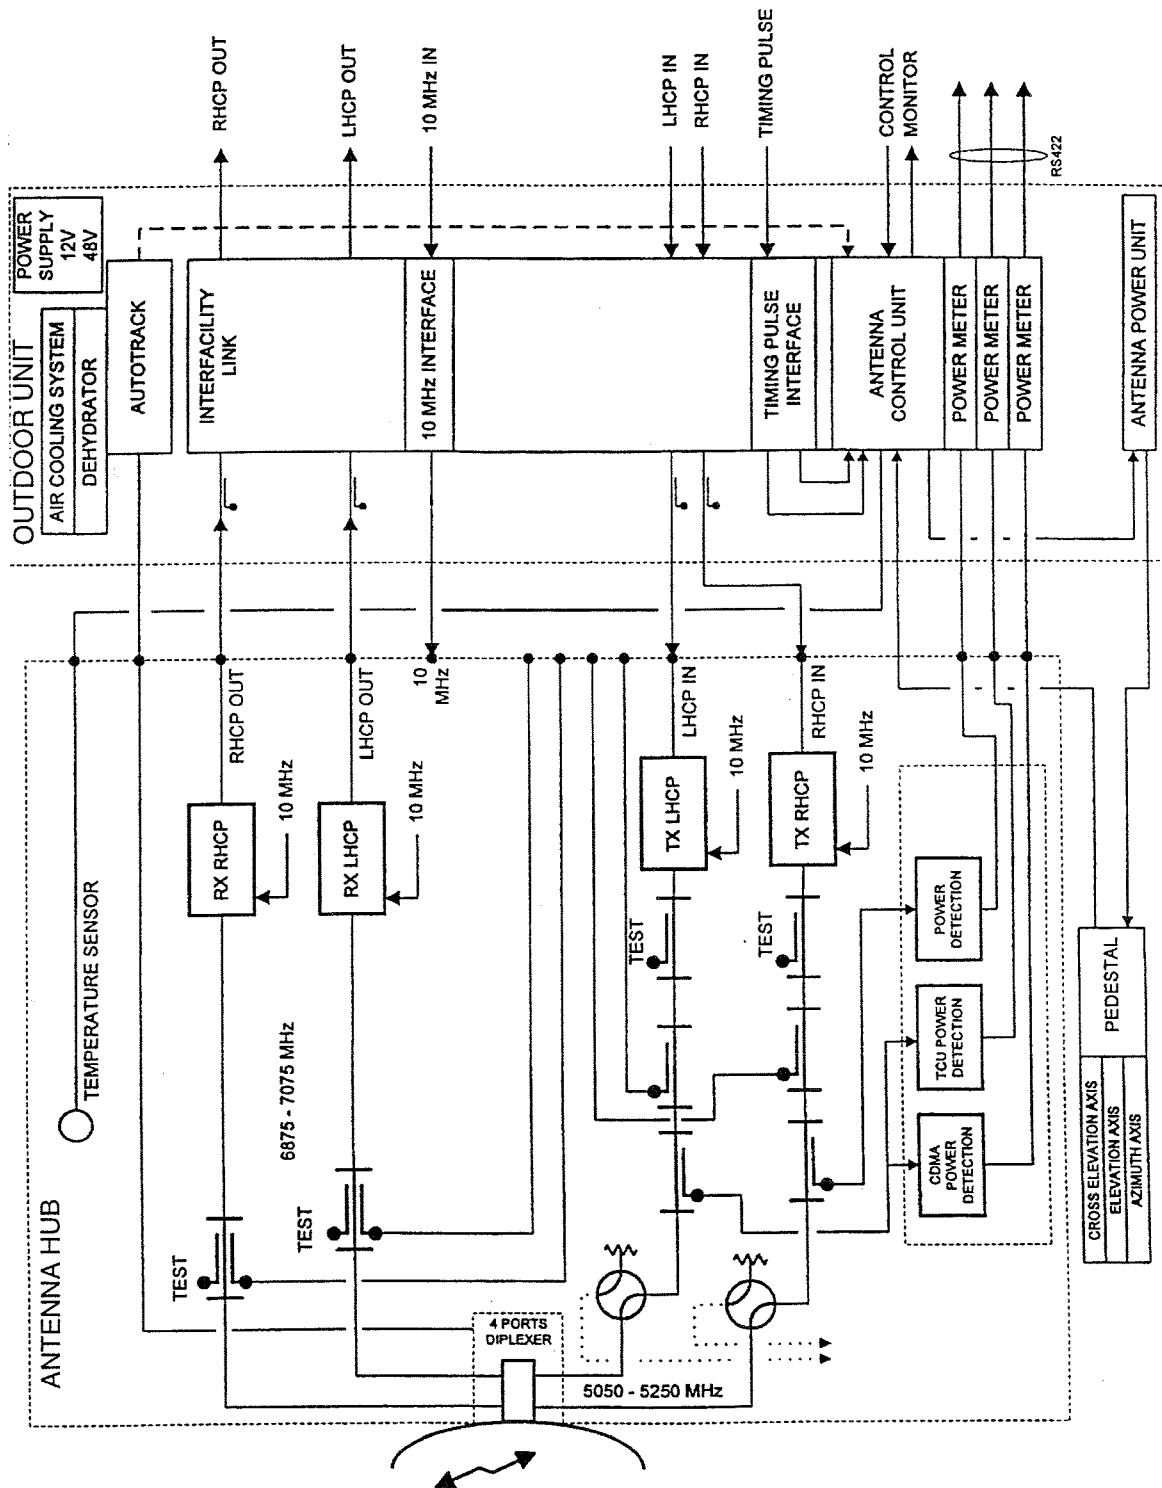 OUTDOOR UNIT
AIR COOLING SYSTEM
DEHYDRATOR
POWER
SUPPLY
12V
48V
AUTOTRACK
INTERFACILITY
LINK
10 MHz INTERFACE
TIMING PULSE
INTERFACE
ANTENNA
CONTROL UNIT
POWER METER
POWER METER
POWER METER
ANTENNA POWER UNIT
RHCP OUT
LHCP OUT
10 MHz IN
LHCP IN
RHCP IN
TIMING PULSE
CONTROL
MONITOR
RS422
ANTENNA HUB
TEMPERATURE SENSOR
RHCP OUT
LHCP OUT
10
MHz
LHCP IN
RHCP IN
RX RHCP
10 MHz
RX LHCP
10 MHz
TX LHCP
10 MHz
TX RHCP
10 MHz
TEST
TEST
TEST
TEST
6875 - 7075 MHz
4 PORTS
DIPLEXER
5050 - 5250 MHz
CDMA
POWER
DETECTION
TCU POWER
DETECTION
POWER
DETECTION
PEDESTAL
CROSS ELEVATION AXIS
ELEVATION AXIS
AZIMUTH AXIS